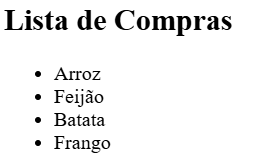 Lista de Compras
Arroz
Feijão
Batata
Frango